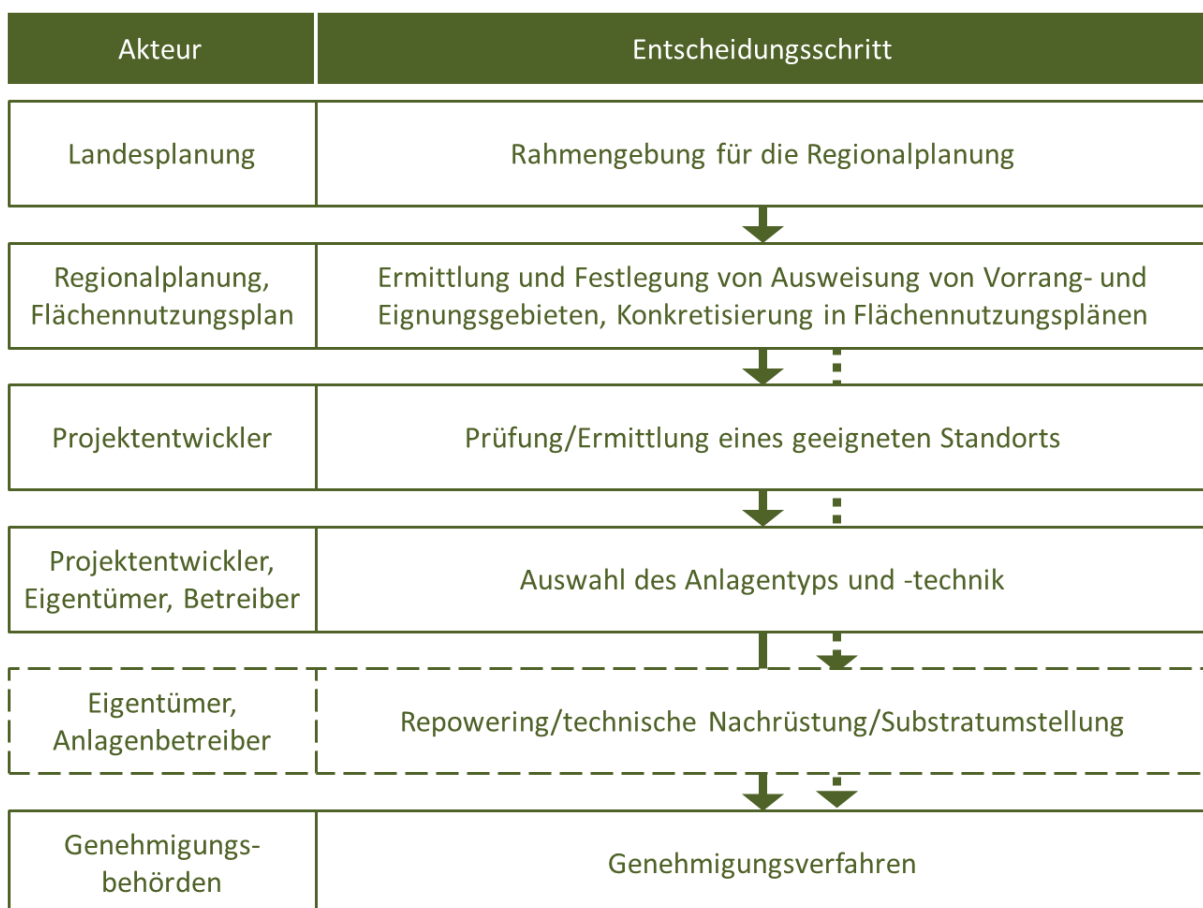 Akteur
Entscheidungsschritt
Landesplanung
Rahmengebung für die Regionalplanung
Regionalplanung,
Flächennutzungsplan
Ermittlung und Festlegung von Ausweisung von Vorrang- und
Eignungsgebieten, Konkretisierung in Flächennutzungsplänen
Projektentwickler
Prüfung/Ermittlung eines geeigneten Standorts
Projektentwickler,
Eigentümer, Betreiber
Auswahl des Anlagentyps und -technik
Eigentümer,
Anlagenbetreiber
Repowering/technische Nachrüstung/Substratumstellung
Genehmigungs-
behörden
Genehmigungsverfahren